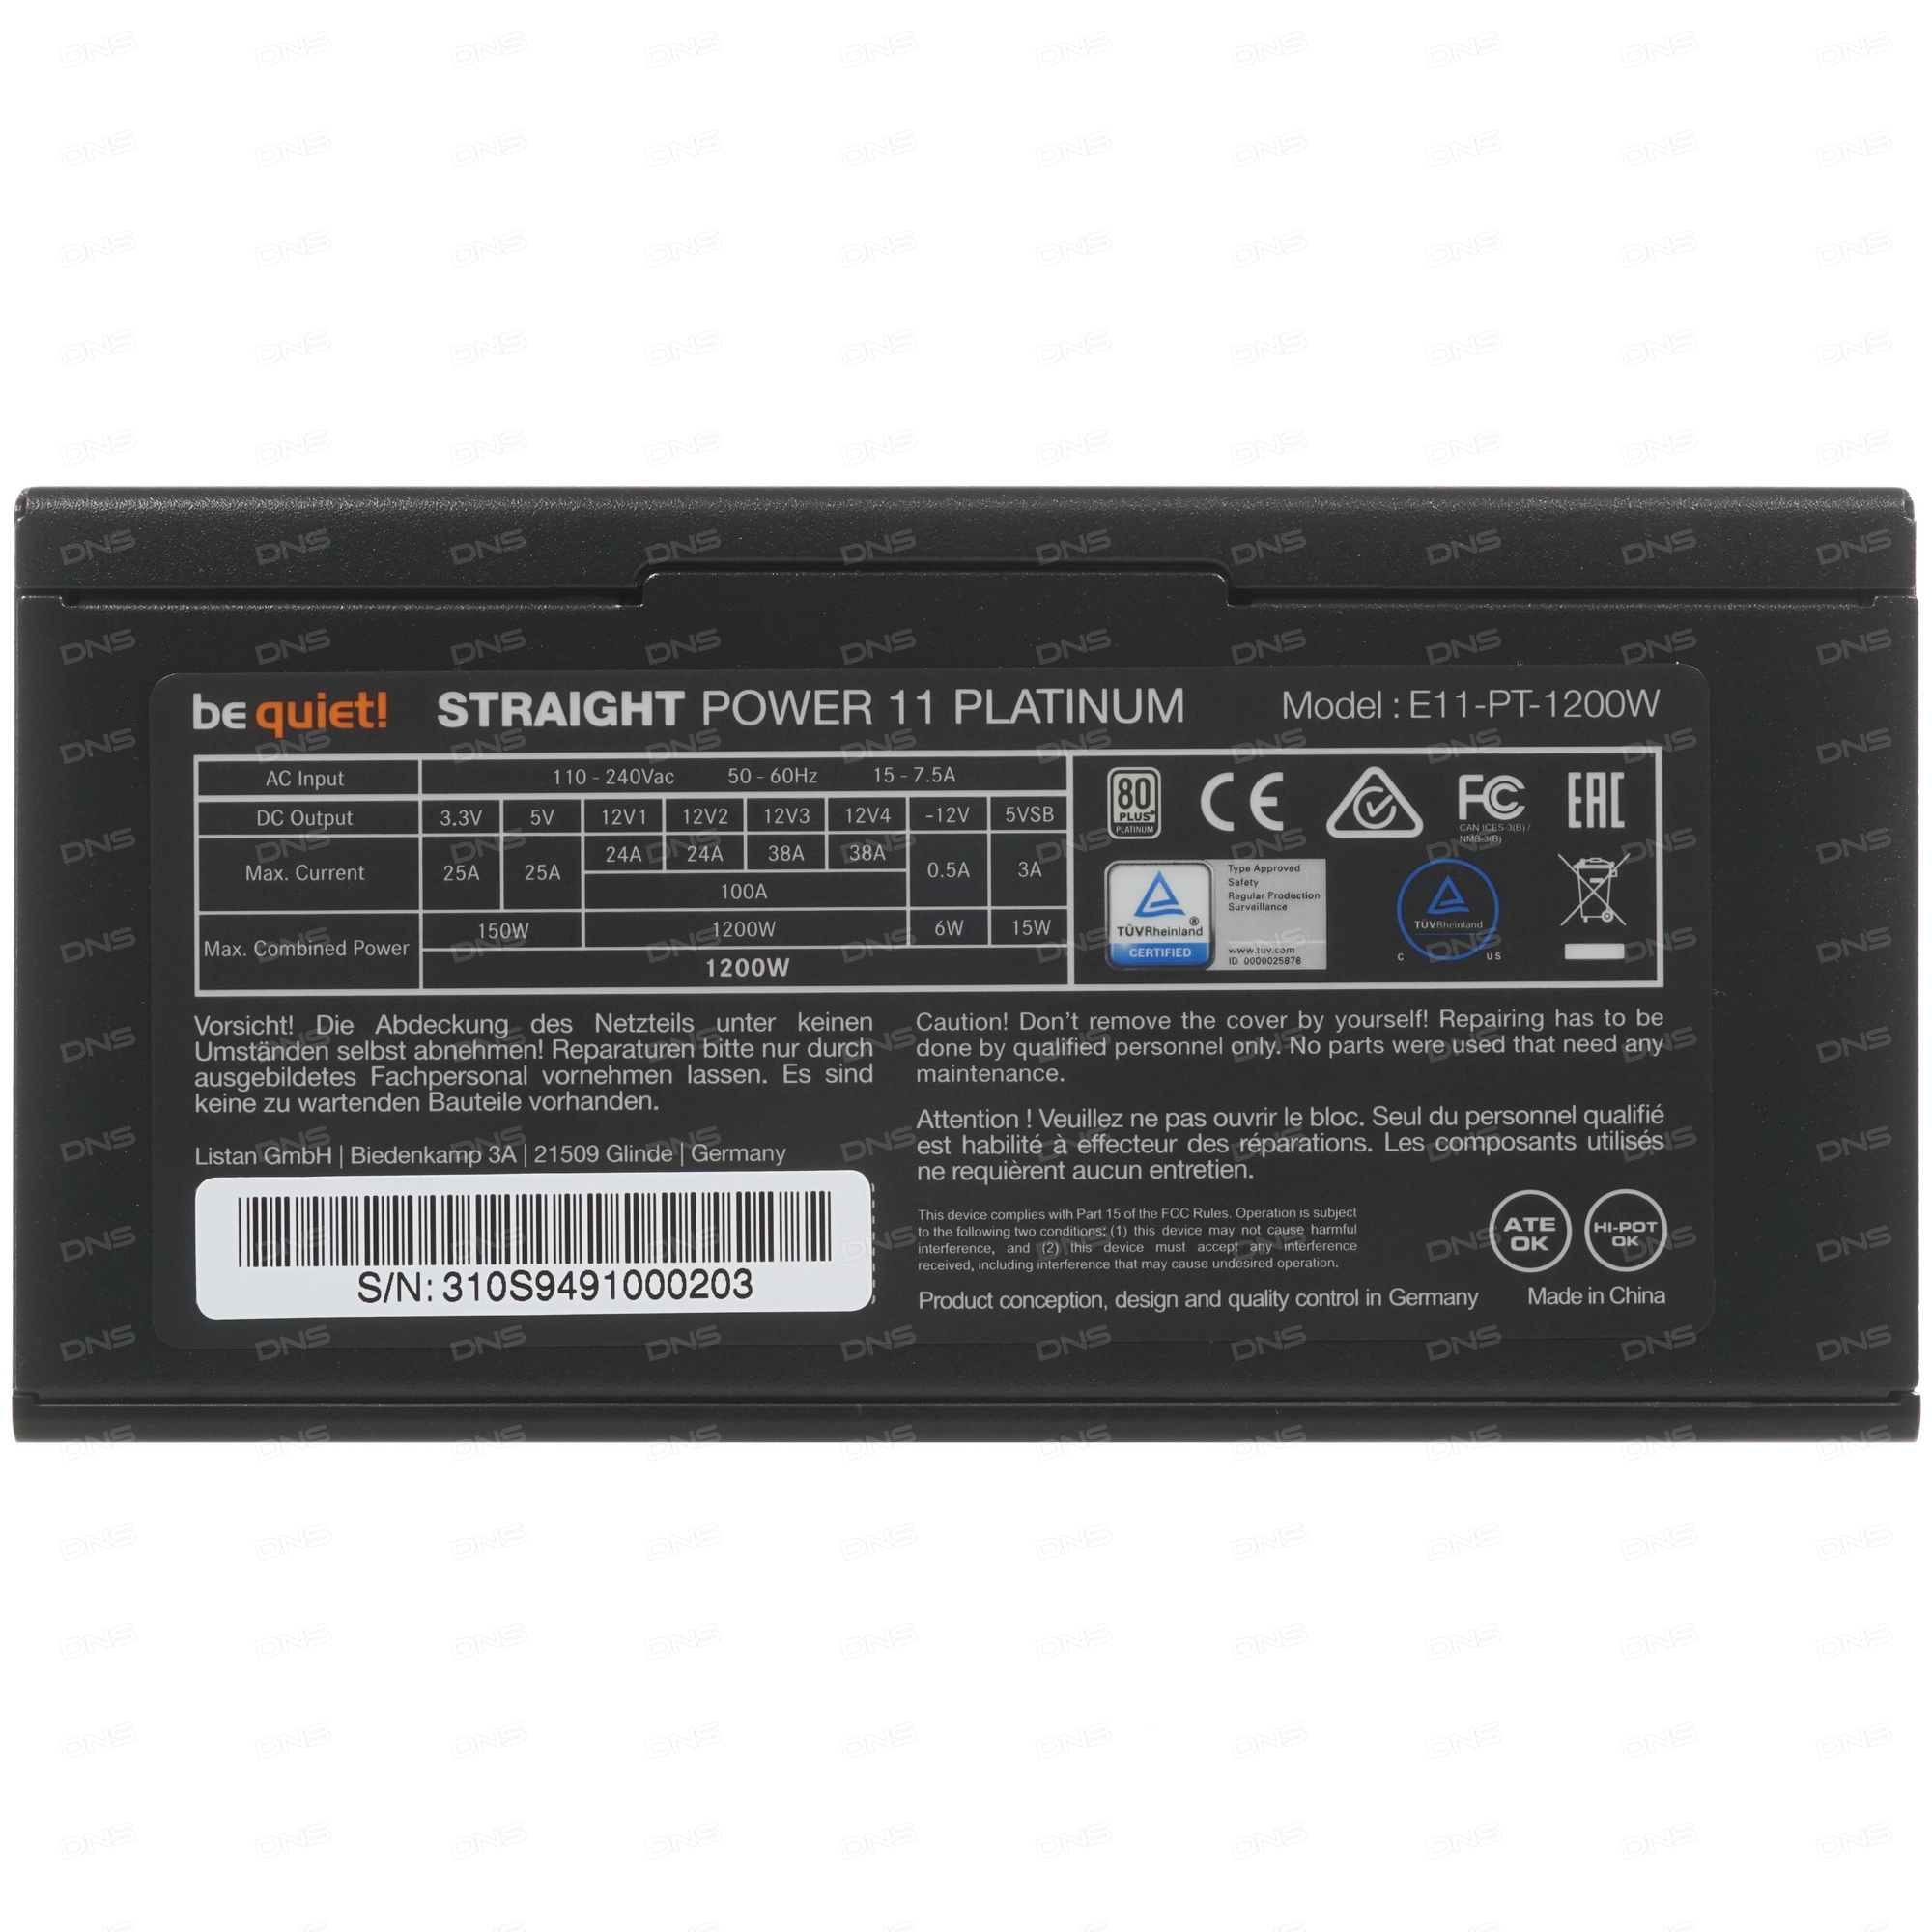 be quiet! STRAIGHT POWER 11 PLATINUM Model : E11-PT-1200W
AC Input 110 - 240Vac 50 - 60Hz 15 - 7.5A
DC Output 3.3V 5V 12V1 12V2 12V3 12V4 -12V 5VSB
Max. Current 25A 25A 24A 24A 38A 38A 0.5A 3A
100A
Max. Combined Power 150W 1200W 6W 15W
1200W
80
PLUS
PLATINUM
CE
FC
CAN ICES-3(B) /
NMB-3(B)
EAC
TÜVRheinland ®
CERTIFIED
Type Approved
Safety
Regular Production
Surveillance
www.tuv.com
ID 0000025878
TÜVRheinland
C US
Vorsicht! Die Abdeckung des Netzteils unter keinen
Umständen selbst abnehmen! Reparaturen bitte nur durch
ausgebildetes Fachpersonal vornehmen lassen. Es sind
keine zu wartenden Bauteile vorhanden.
Listan GmbH | Biedenkamp 3A | 21509 Glinde | Germany
S/N: 310S9491000203
Caution! Don't remove the cover by yourself! Repairing has to be
done by qualified personnel only. No parts were used that need any
maintenance.
Attention ! Veuillez ne pas ouvrir le bloc. Seul du personnel qualifié
est habilité à effecteur des réparations. Les composants utilisés
ne requièrent aucun entretien.
This device complies with Part 15 of the FCC Rules. Operation is subject
to the following two conditions: (1) this device may not cause harmful
interference, and (2) this device must accept any interference
received, including interference that may cause undesired operation.
ATE
OK
HI-POT
OK
Product conception, design and quality control in Germany Made in China
DNS